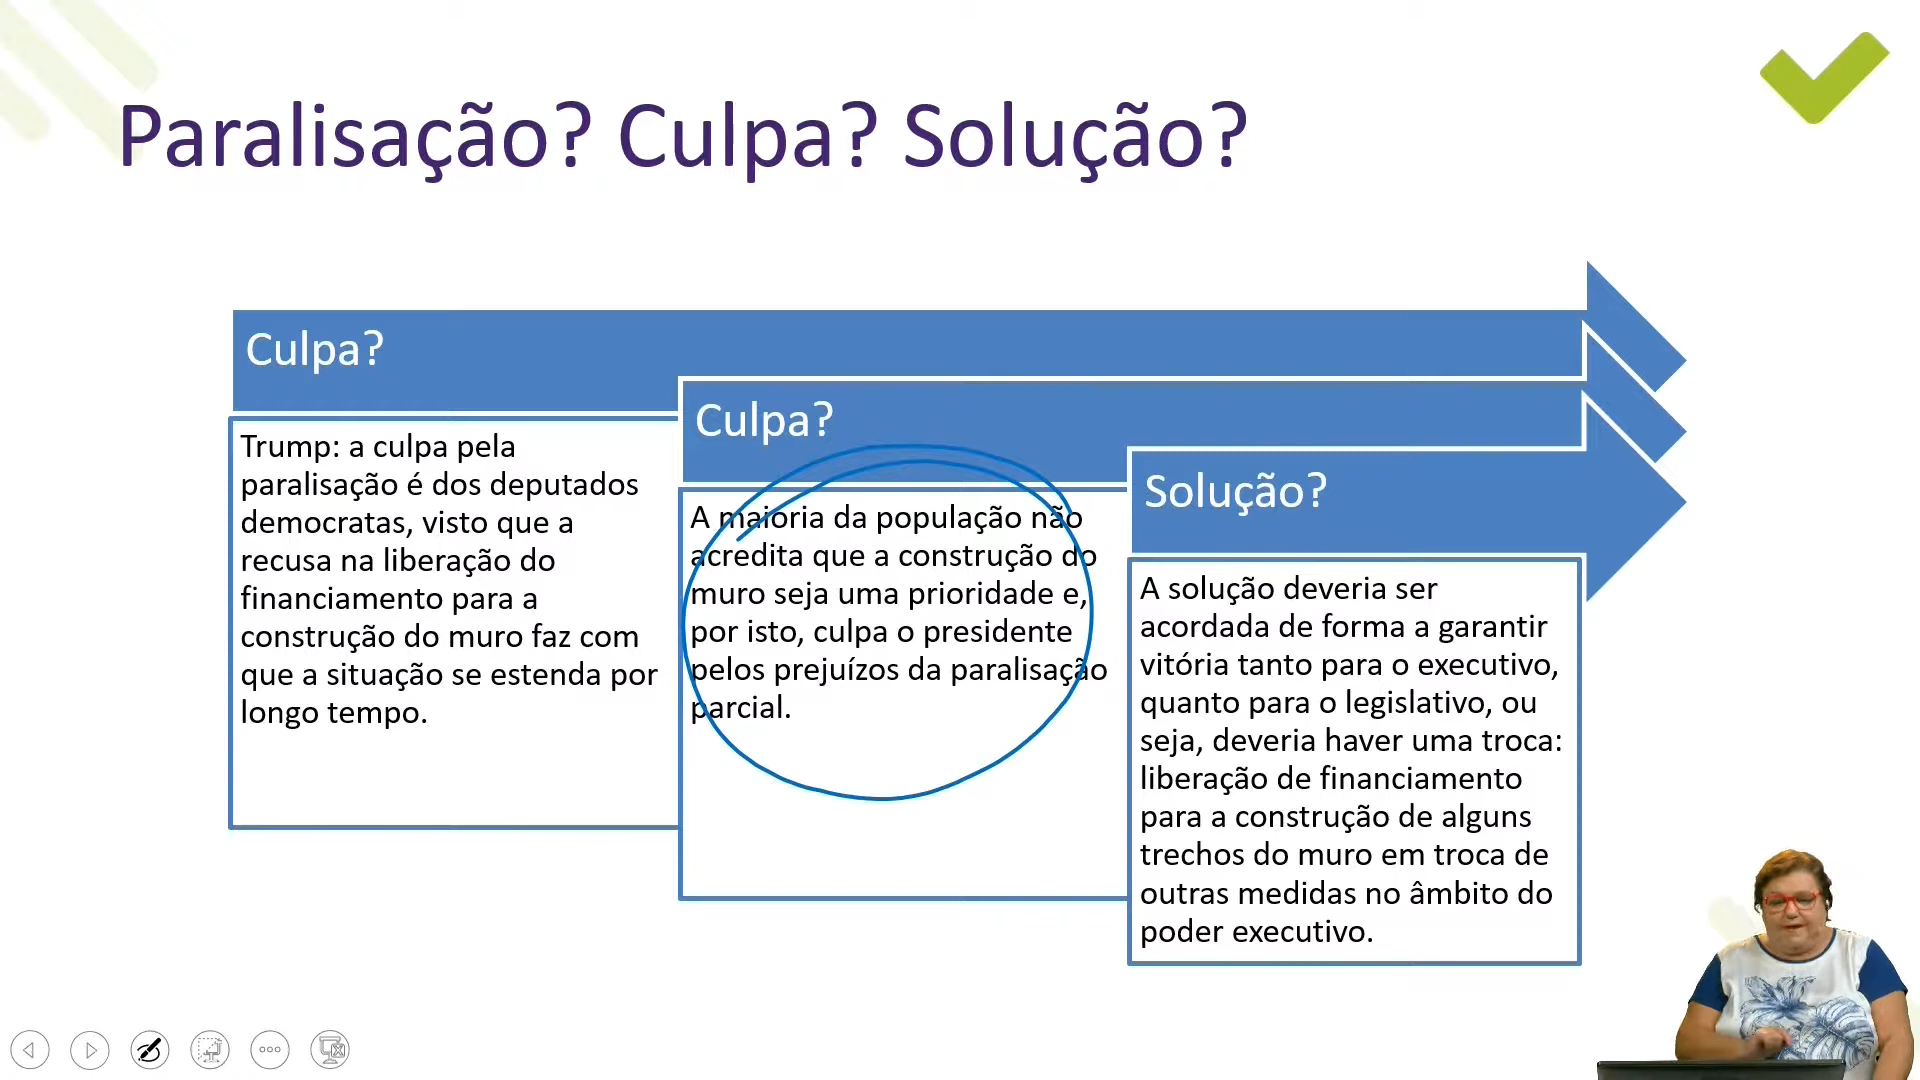 Paralisação? Culpa? Solução?
Culpa?
Trump: a culpa pela
paralisação é dos deputados
democratas, visto que a
recusa na liberação do
financiamento para a
construção do muro faz com
que a situação se estenda por
longo tempo.
Culpa?
A maioria da população não
acredita que a construção do
muro seja uma prioridade e,
por isto, culpa o presidente
pelos prejuízos da paralisação
parcial.
Solução?
A solução deveria ser
acordada de forma a garantir
vitória tanto para o executivo,
quanto para o legislativo, ou
seja, deveria haver uma troca:
liberação de financiamento
para a construção de alguns
trechos do muro em troca de
outras medidas no âmbito do
poder executivo.